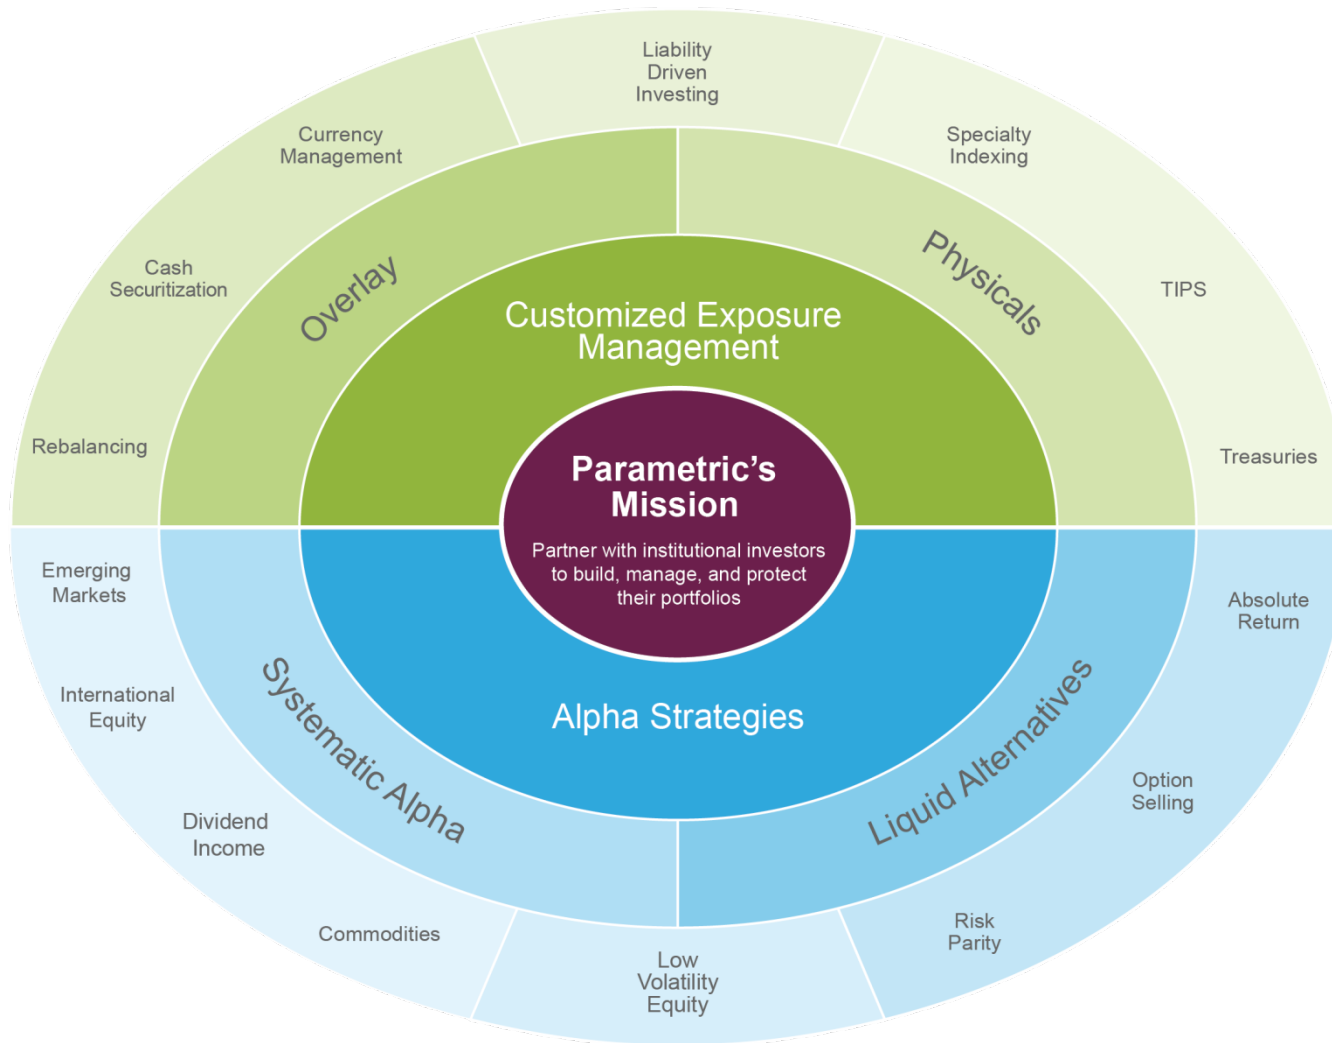 Liability
Driven
Investing
Currency
Management
Specialty
Indexing
Cash
Securitization
Overlay
Physicals
TIPS
Customized Exposure
Management
Rebalancing
Treasuries
Parametric’s
Mission
Partner with institutional investors
to build, manage, and protect
their portfolios
Emerging
Markets
Absolute
Return
International
Equity
Systematic Alpha
Alpha Strategies
Liquid Alternatives
Option
Selling
Dividend
Income
Commodities
Risk
Parity
Low
Volatility
Equity